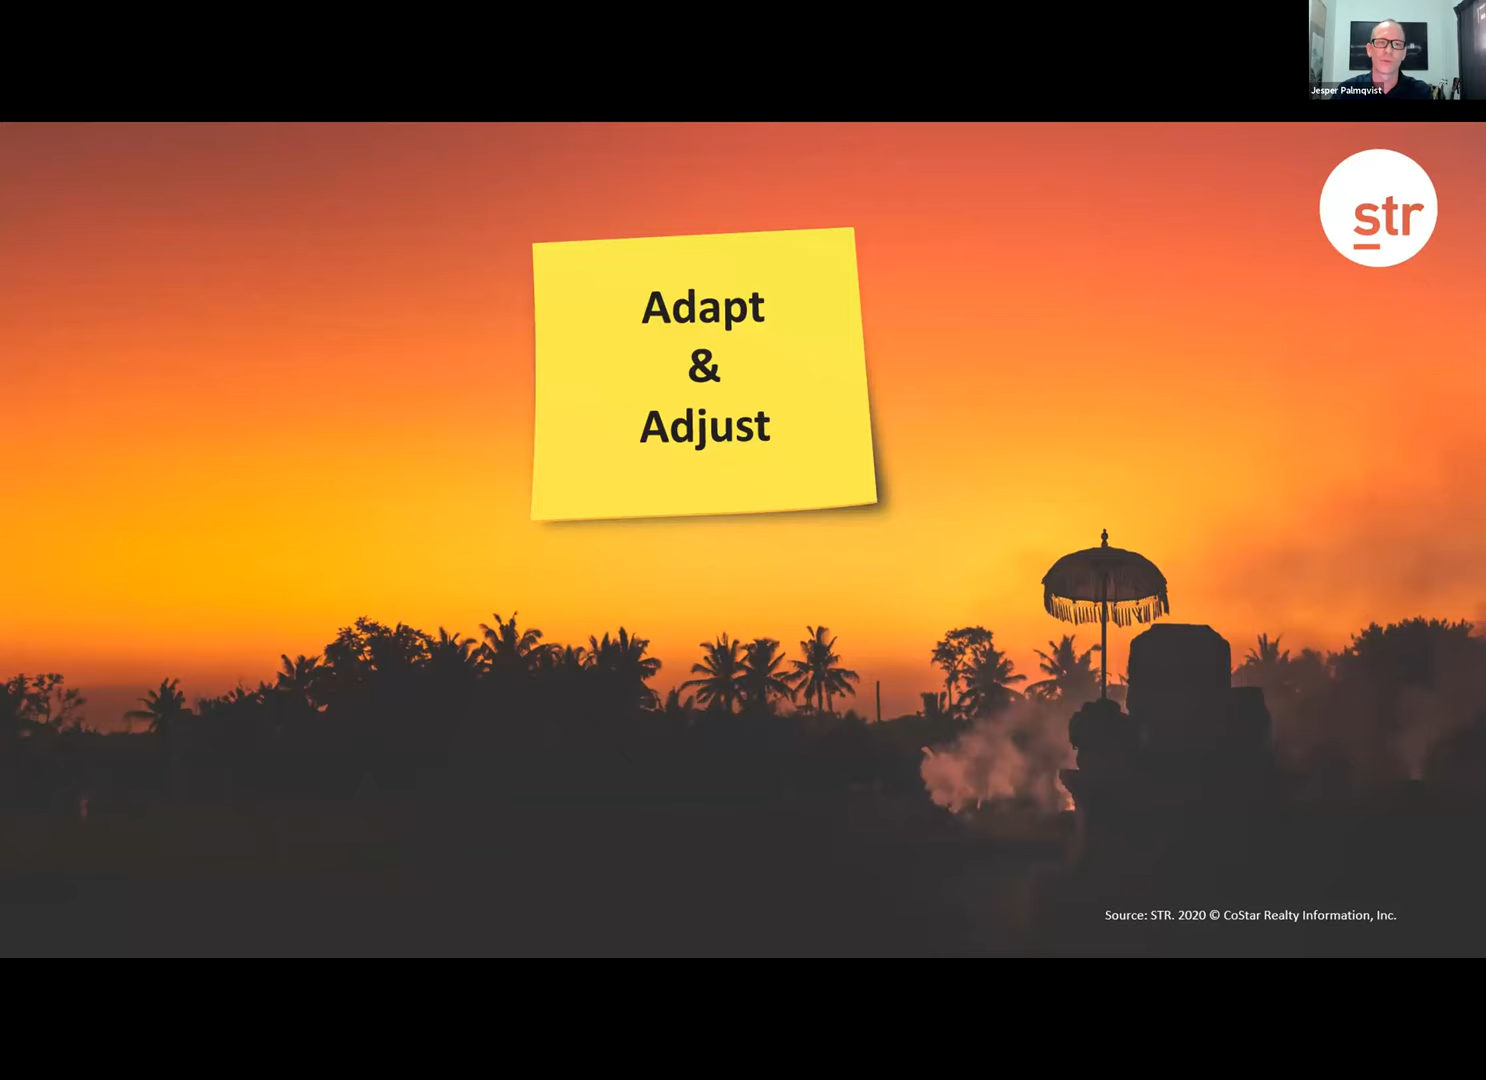 Jesper Palmqvist
str
Adapt
&
Adjust
Source: STR. 2020 © CoStar Realty Information, Inc.